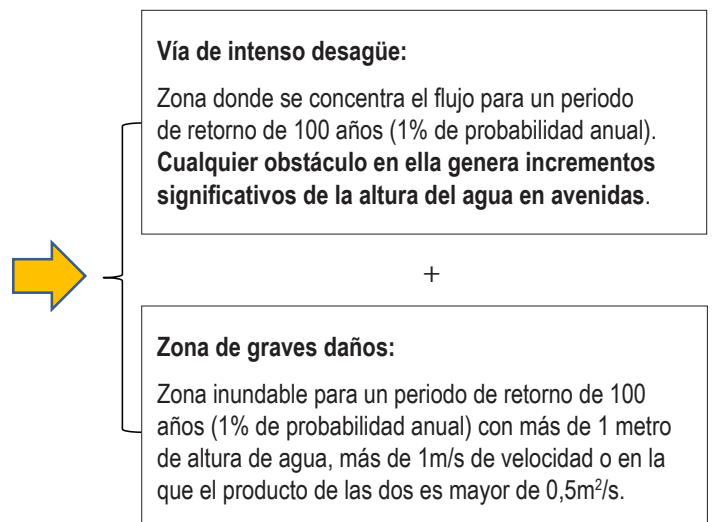 Vía de intenso desagüe:
Zona donde se concentra el flujo para un periodo
de retorno de 100 años (1% de probabilidad anual).
Cualquier obstáculo en ella genera incrementos
significativos de la altura del agua en avenidas.
+
Zona de graves daños:
Zona inundable para un periodo de retorno de 100
años (1% de probabilidad anual) con más de 1 metro
de altura de agua, más de 1m/s de velocidad o en la
que el producto de las dos es mayor de 0,5m²/s.